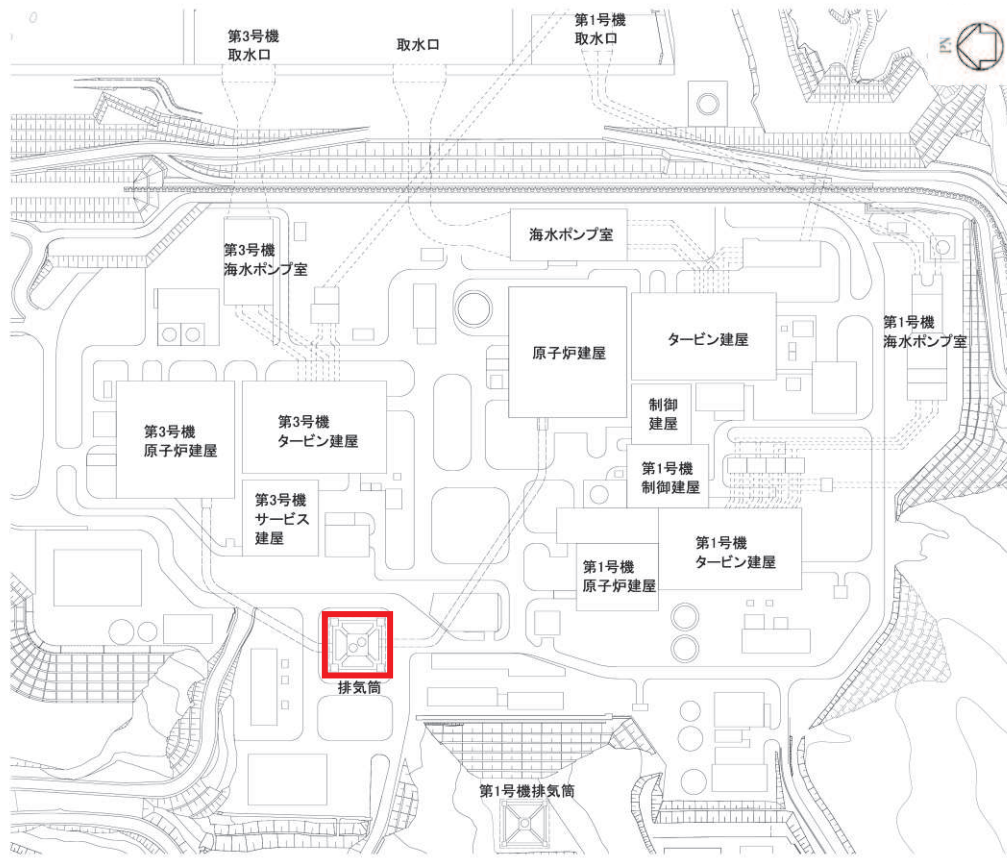 第3号機
取水口
取水口
第1号機
取水口
PN
第3号機
海水ポンプ室
海水ポンプ室
原子炉建屋
タービン建屋
第1号機
海水ポンプ室
第3号機
原子炉建屋
第3号機
タービン建屋
制御
建屋
第1号機
制御建屋
第3号機
サービス
建屋
第1号機
原子炉建屋
第1号機
タービン建屋
排気筒
第1号機排気筒